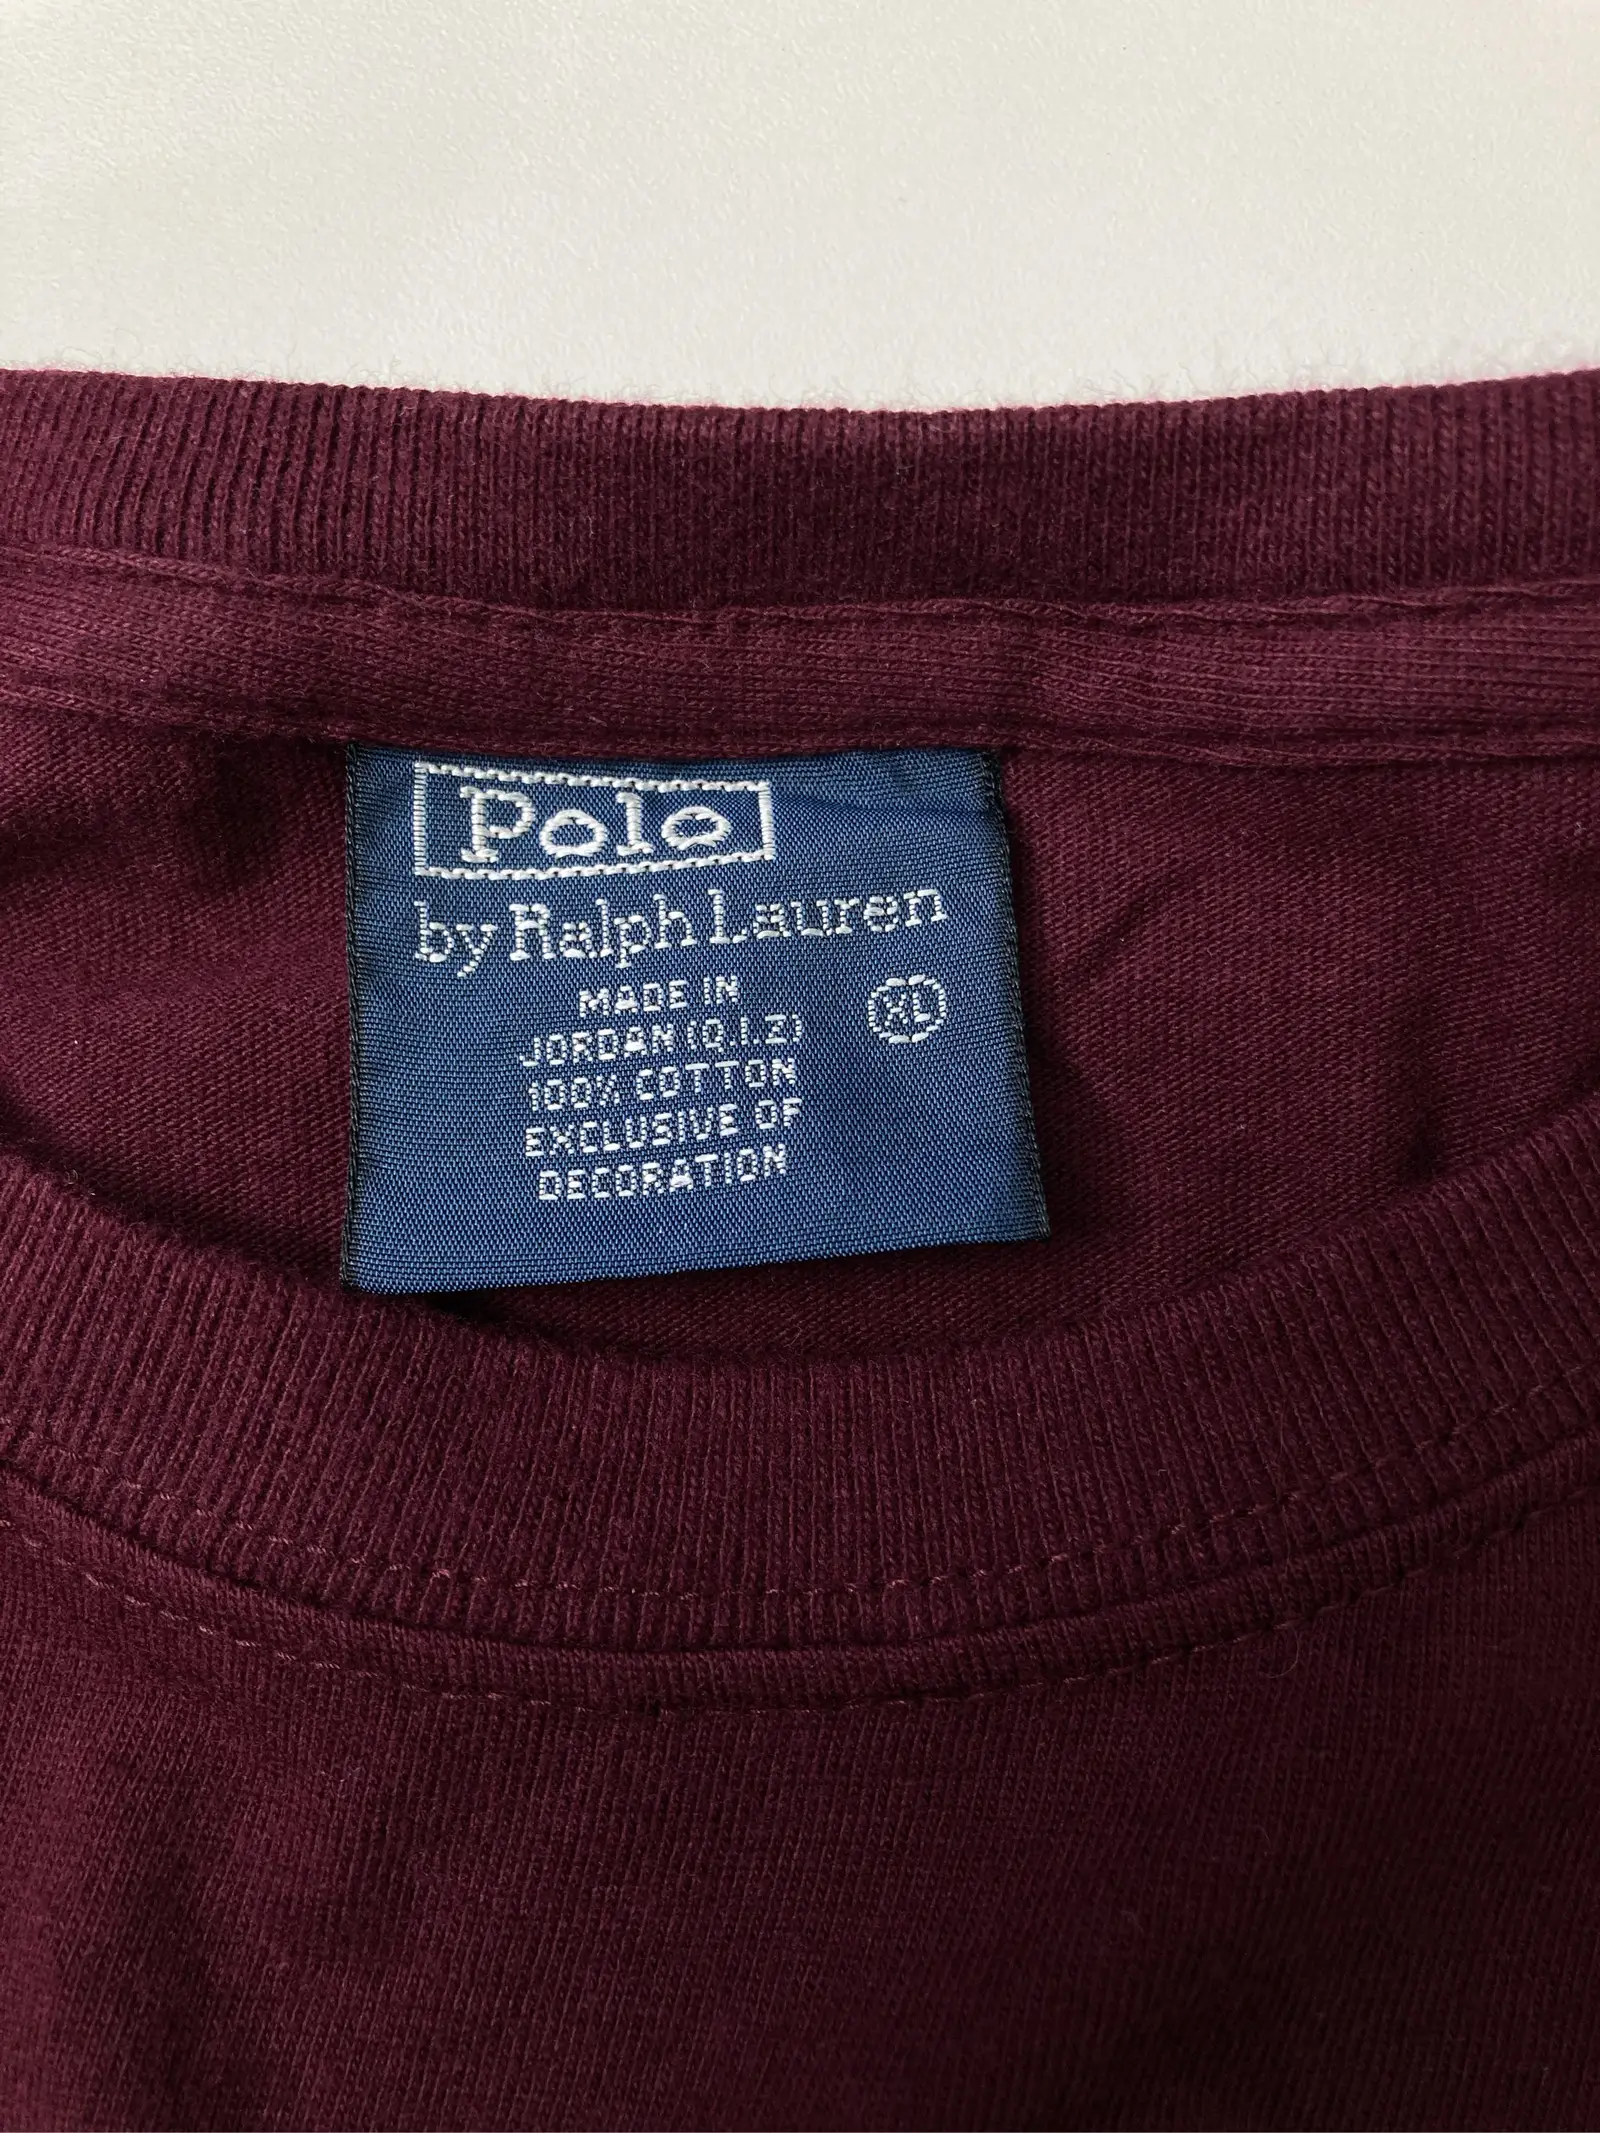 Polo
by Ralph Lauren
MADE IN
JORDAN (Q.I.Z)
XL
100% COTTON
EXCLUSIVE OF
DECORATION